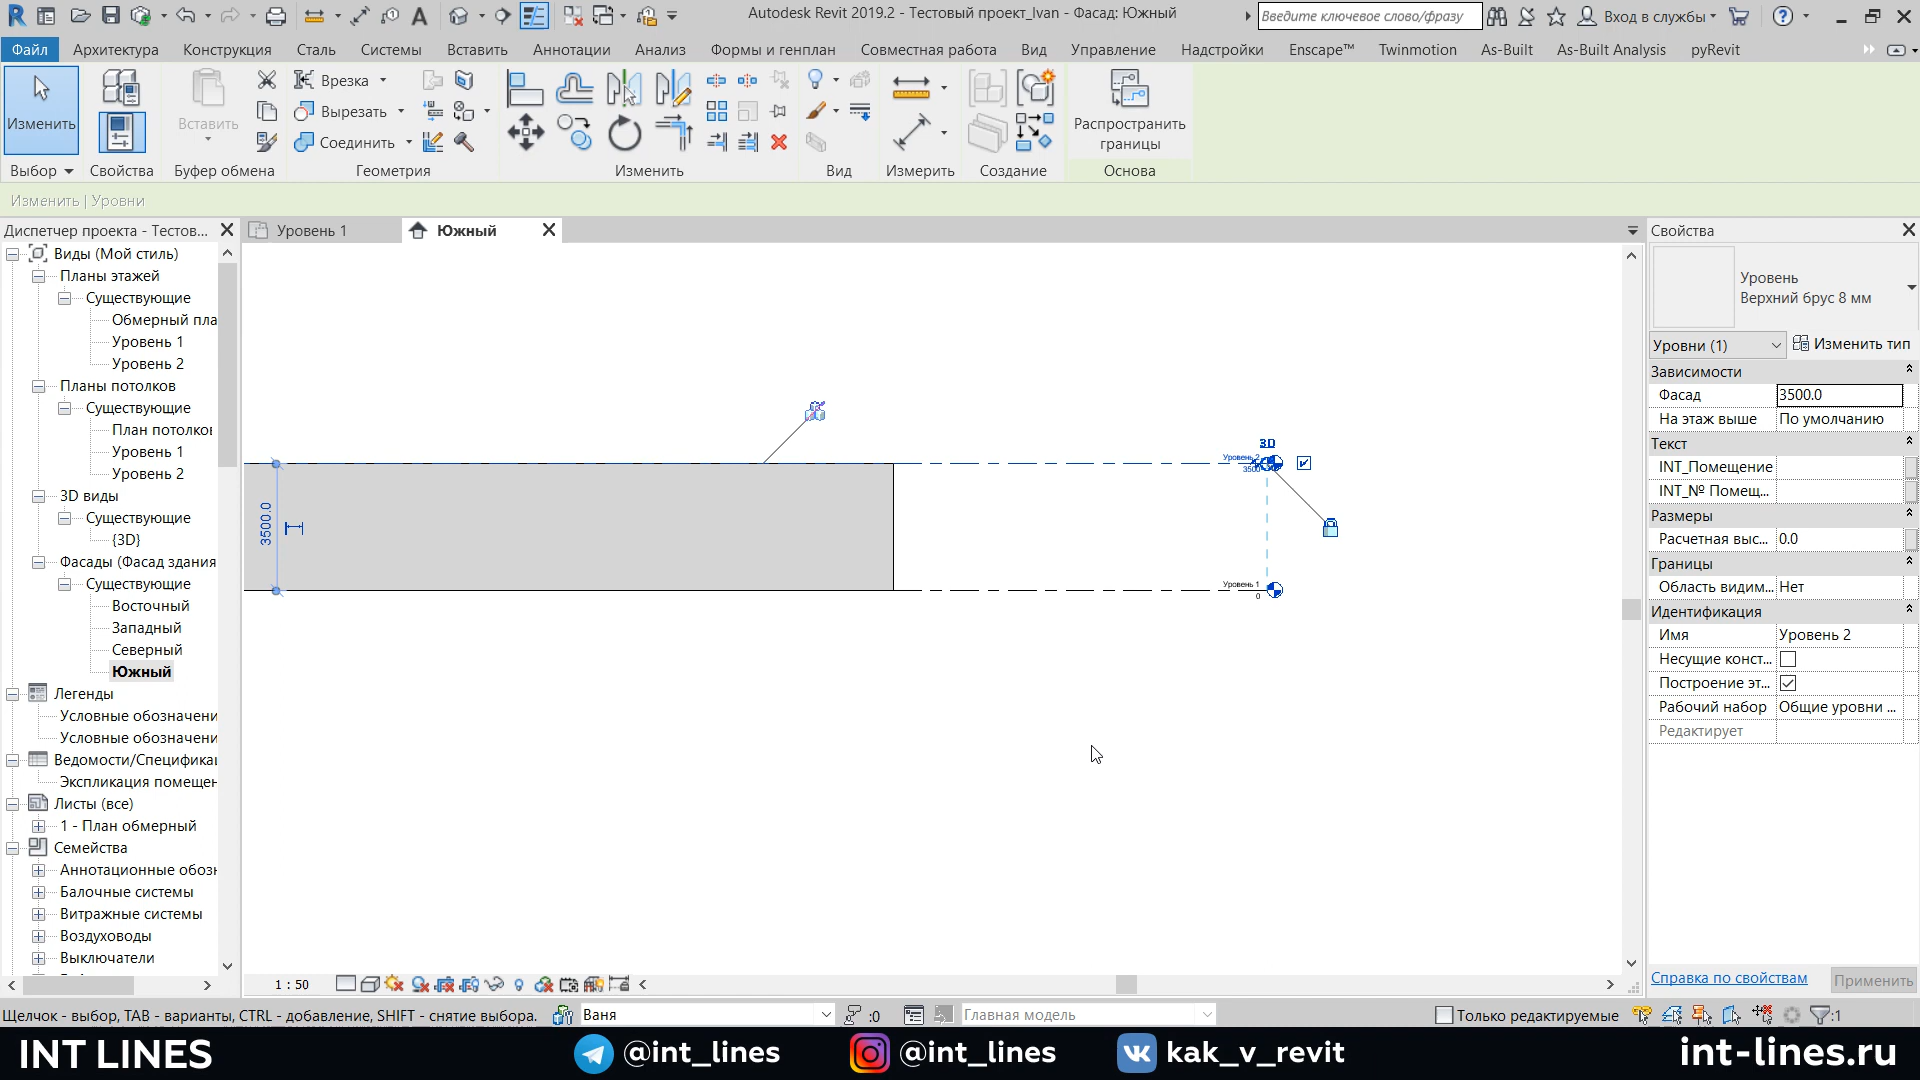 Autodesk Revit 2019.2 - Тестовый проект_Ivan - Фасад: Южный
Введите ключевое слово/фразу
Вход в службы
Файл Архитектура Конструкция Сталь Системы Вставить Аннотации Анализ Формы и генплан Совместная работа Вид Управление Надстройки Enscape™ Twinmotion As-Built As-Built Analysis pyRevit
Изменить
Вставить
Врезка
Вырезать
Соединить
Распространить
границы
Выбор Свойства Буфер обмена Геометрия Изменить Вид Измерить Создание Основа
Изменить | Уровни
Диспетчер проекта - Тестов...
Виды (Мой стиль)
Планы этажей
Существующие
Обмерный пла
Уровень 1
Уровень 2
Планы потолков
Существующие
План потолков
Уровень 1
Уровень 2
3D виды
Существующие
{3D}
Фасады (Фасад здания
Существующие
Восточный
Западный
Северный
Южный
Легенды
Условные обозначени
Условные обозначени
Ведомости/Спецификац
Экспликация помещен
Листы (все)
1 - План обмерный
Семейства
Аннотационные обозн
Балочные системы
Витражные системы
Воздуховоды
Выключатели
Уровень 1
Южный
3500.0
3D
Уровень 2
3500
Уровень 1
0
1 : 50
Свойства
Уровень
Верхний брус 8 мм
Уровни (1)
Изменить тип
Зависимости
Фасад 3500.0
На этаж выше По умолчанию
Текст
INT_Помещение
INT_№ Помещ...
Размеры
Расчетная выс... 0.0
Границы
Область видим... Нет
Идентификация
Имя Уровень 2
Несущие конст...
Построение эт...
Рабочий набор Общие уровни ...
Редактирует
Справка по свойствам
Применить
Щелчок - выбор, TAB - варианты, CTRL - добавление, SHIFT - снятие выбора.
Ваня
:0
Главная модель
Только редактируемые
:1
INT LINES
@int_lines
@int_lines
kak_v_revit
int-lines.ru